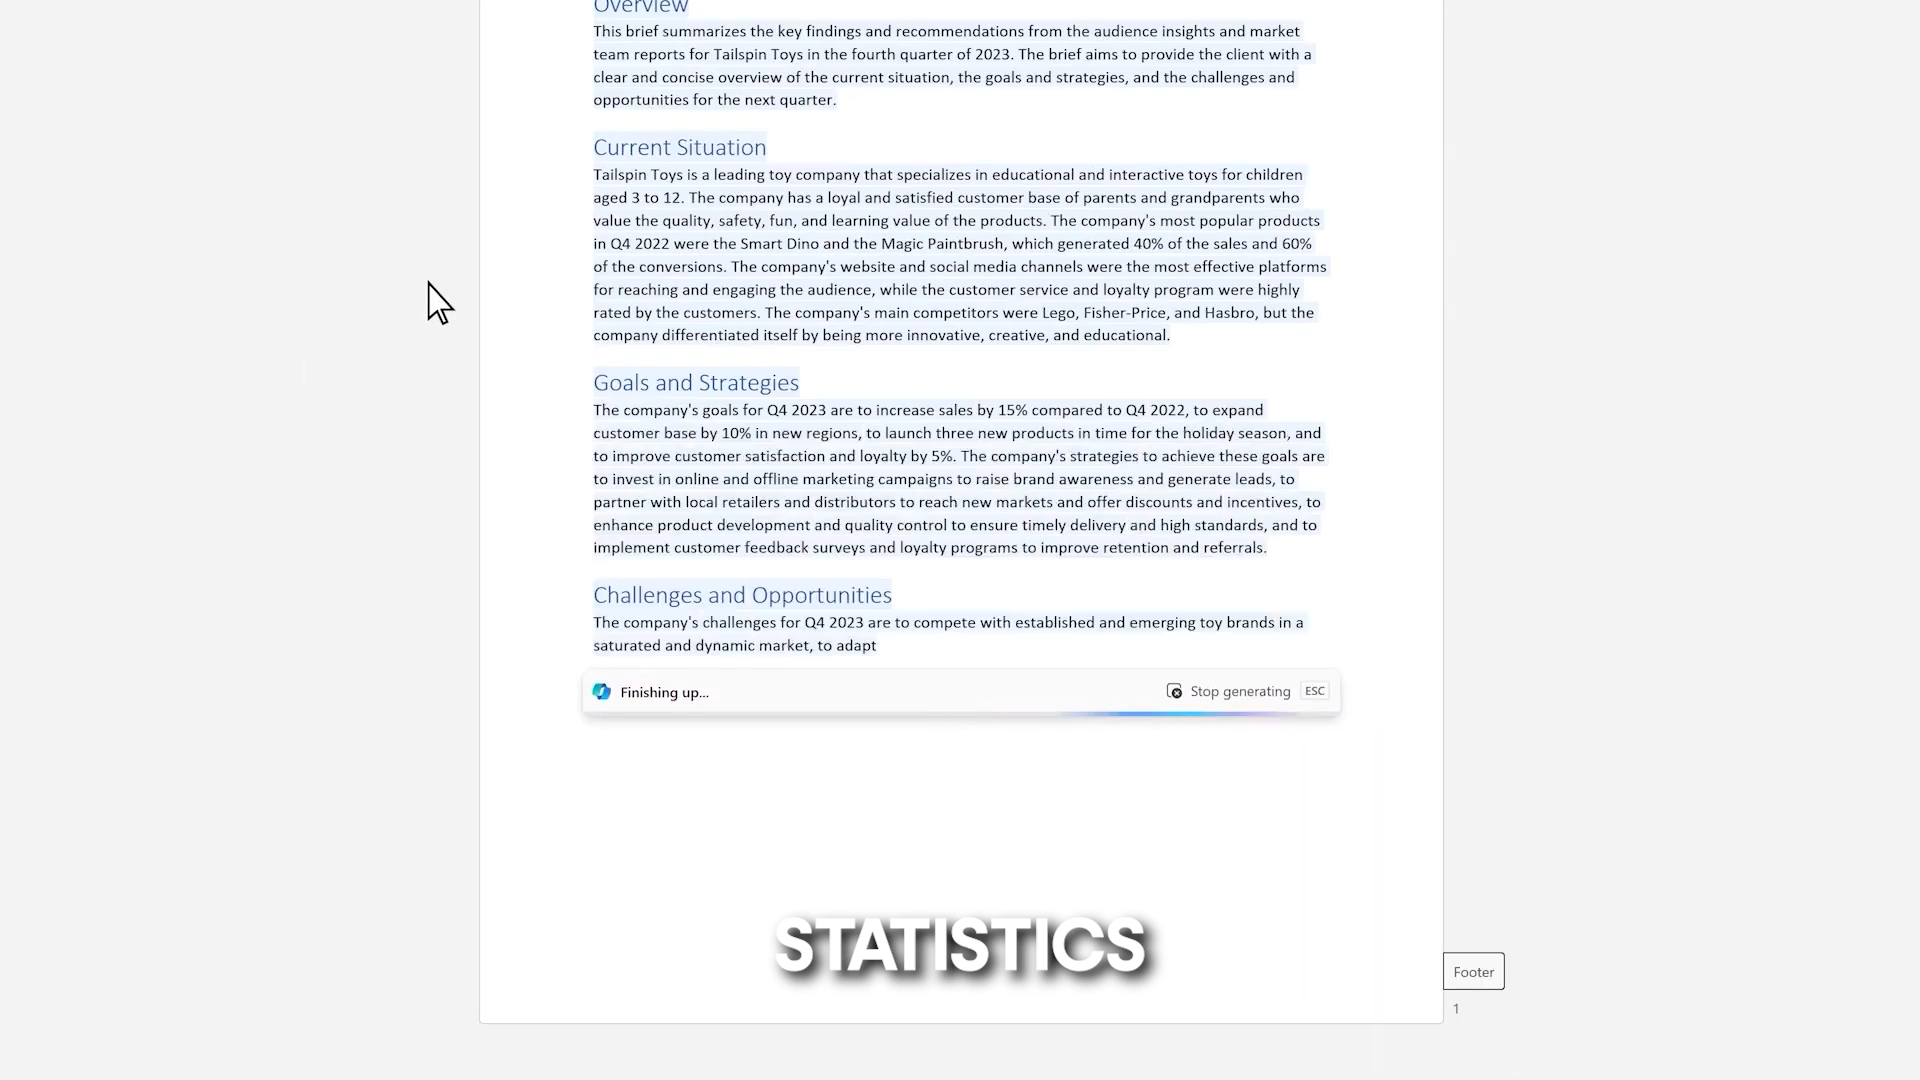 Overview
This brief summarizes the key findings and recommendations from the audience insights and market
team reports for Tailspin Toys in the fourth quarter of 2023. The brief aims to provide the client with a
clear and concise overview of the current situation, the goals and strategies, and the challenges and
opportunities for the next quarter.
Current Situation
Tailspin Toys is a leading toy company that specializes in educational and interactive toys for children
aged 3 to 12. The company has a loyal and satisfied customer base of parents and grandparents who
value the quality, safety, fun, and learning value of the products. The company's most popular products
in Q4 2022 were the Smart Dino and the Magic Paintbrush, which generated 40% of the sales and 60%
of the conversions. The company's website and social media channels were the most effective platforms
for reaching and engaging the audience, while the customer service and loyalty program were highly
rated by the customers. The company's main competitors were Lego, Fisher-Price, and Hasbro, but the
company differentiated itself by being more innovative, creative, and educational.
Goals and Strategies
The company's goals for Q4 2023 are to increase sales by 15% compared to Q4 2022, to expand
customer base by 10% in new regions, to launch three new products in time for the holiday season, and
to improve customer satisfaction and loyalty by 5%. The company's strategies to achieve these goals are
to invest in online and offline marketing campaigns to raise brand awareness and generate leads, to
partner with local retailers and distributors to reach new markets and offer discounts and incentives, to
enhance product development and quality control to ensure timely delivery and high standards, and to
implement customer feedback surveys and loyalty programs to improve retention and referrals.
Challenges and Opportunities
The company's challenges for Q4 2023 are to compete with established and emerging toy brands in a
saturated and dynamic market, to adapt
Finishing up...
Stop generating ESC
STATISTICS
Footer
1